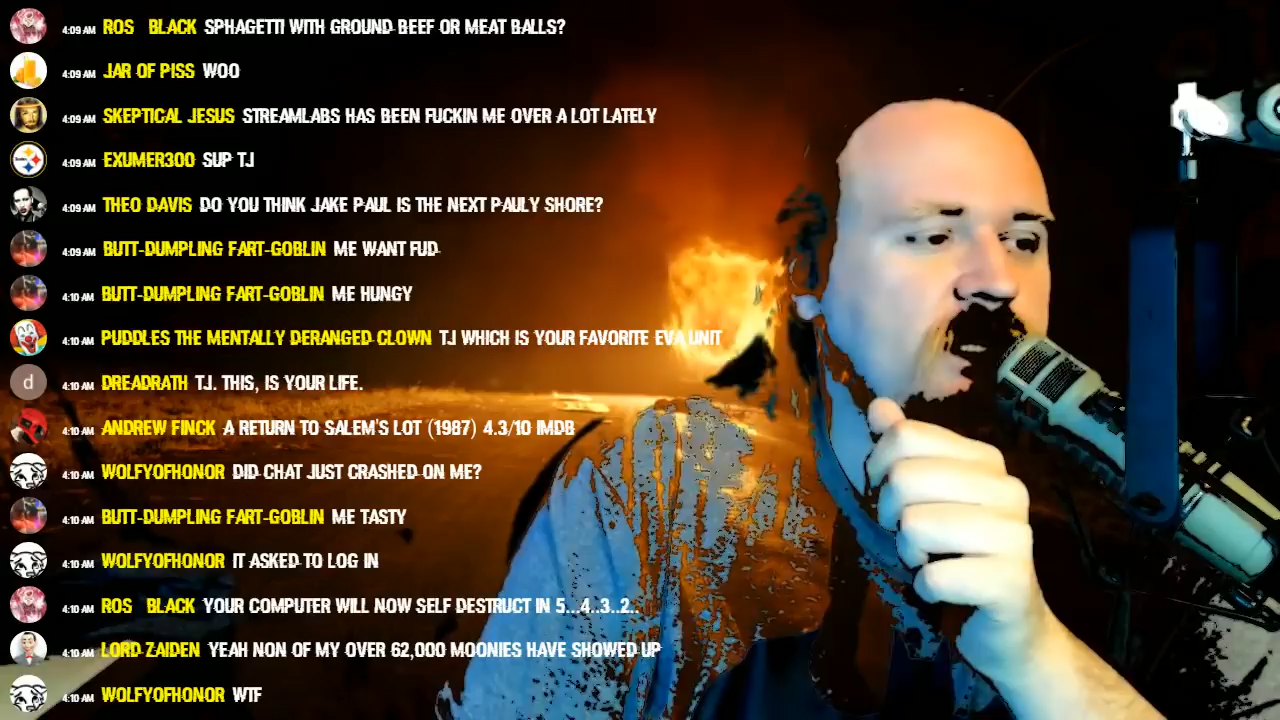 4:09 AM ROS BLACK SPHAGETTI WITH GROUND BEEF OR MEAT BALLS?
4:09 AM JAR OF PISS WOO
4:09 AM SKEPTICAL JESUS STREAMLABS HAS BEEN FUCKIN ME OVER A LOT LATELY
4:09 AM EXUMER300 SUP TJ
4:09 AM THEO DAVIS DO YOU THINK JAKE PAUL IS THE NEXT PAULY SHORE?
4:09 AM BUTT-DUMPLING FART-GOBLIN ME WANT FUD
4:10 AM BUTT-DUMPLING FART-GOBLIN ME HUNGY
4:10 AM PUDDLES THE MENTALLY DERANGED CLOWN TJ WHICH IS YOUR FAVORITE EVA UNIT
d
4:10 AM DREADRATH TJ. THIS, IS YOUR LIFE.
4:10 AM ANDREW FINCK A RETURN TO SALEM'S LOT (1987) 4.3/10 IMDB
4:10 AM WOLFYOFHONOR DID CHAT JUST CRASHED ON ME?
4:10 AM BUTT-DUMPLING FART-GOBLIN ME TASTY
4:10 AM WOLFYOFHONOR IT ASKED TO LOG IN
4:10 AM ROS BLACK YOUR COMPUTER WILL NOW SELF DESTRUCT IN 5...4..3..2..
4:10 AM LORD ZAIDEN YEAH NON OF MY OVER 62,000 MOONIES HAVE SHOWED UP
4:10 AM WOLFYOFHONOR WTF